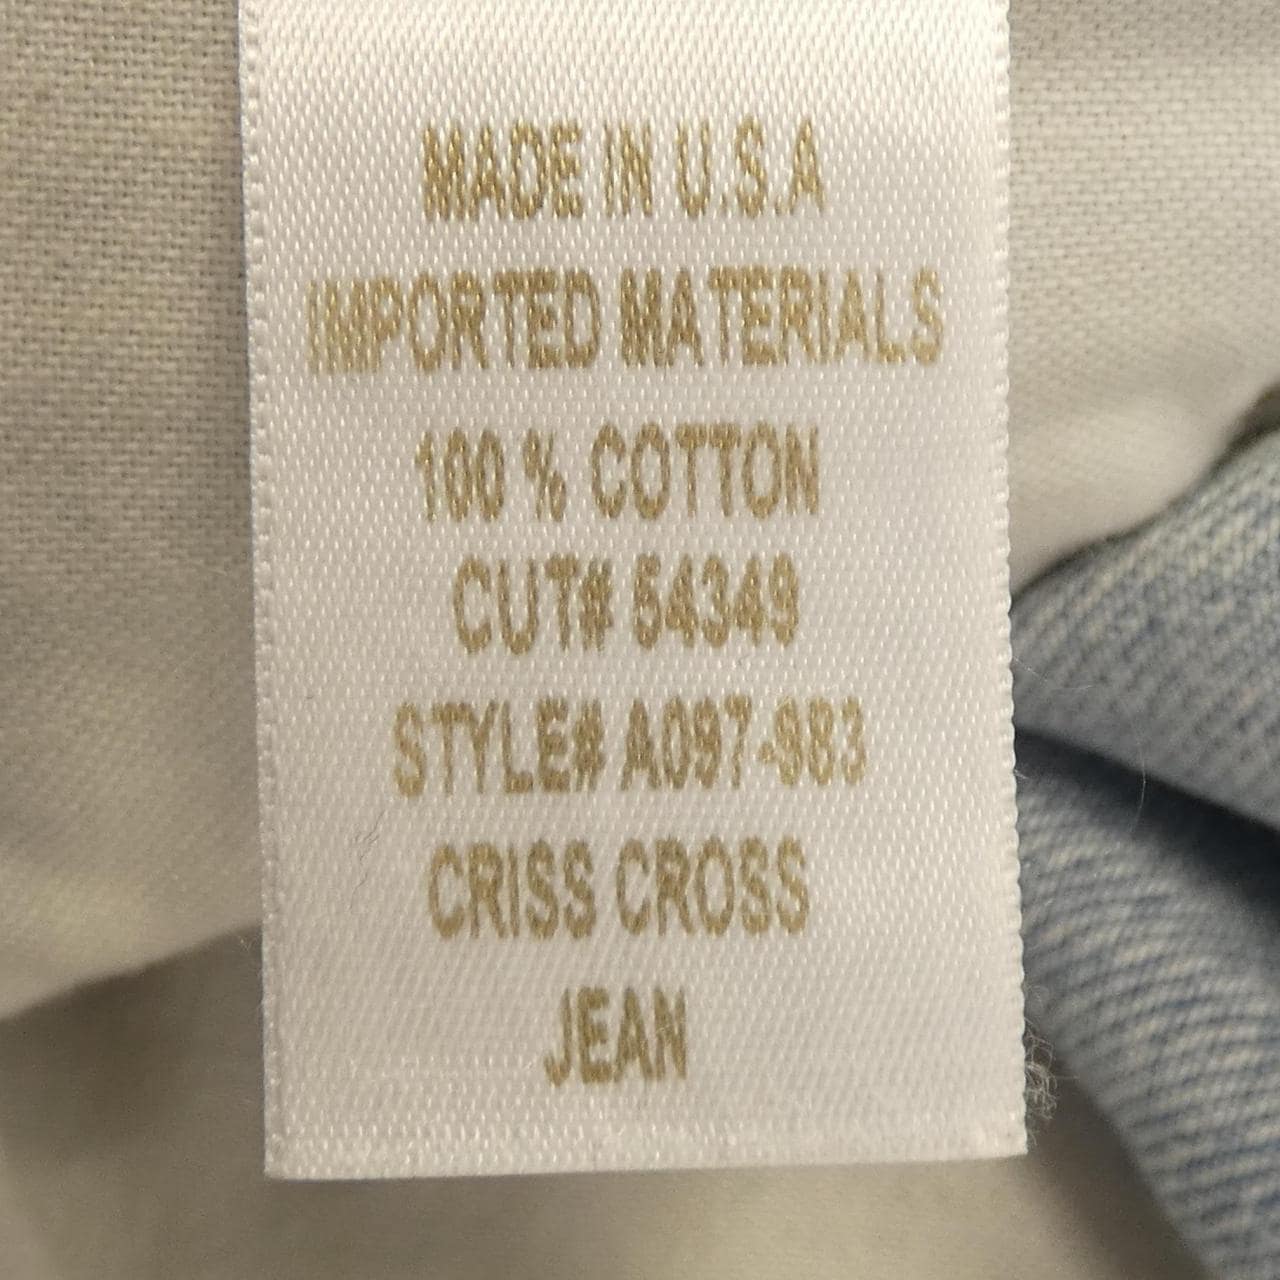 MADE IN U.S.A
IMPORTED MATERIALS
100 % COTTON
CUT# 54349
STYLE# A097-983
CRISS CROSS
JEAN